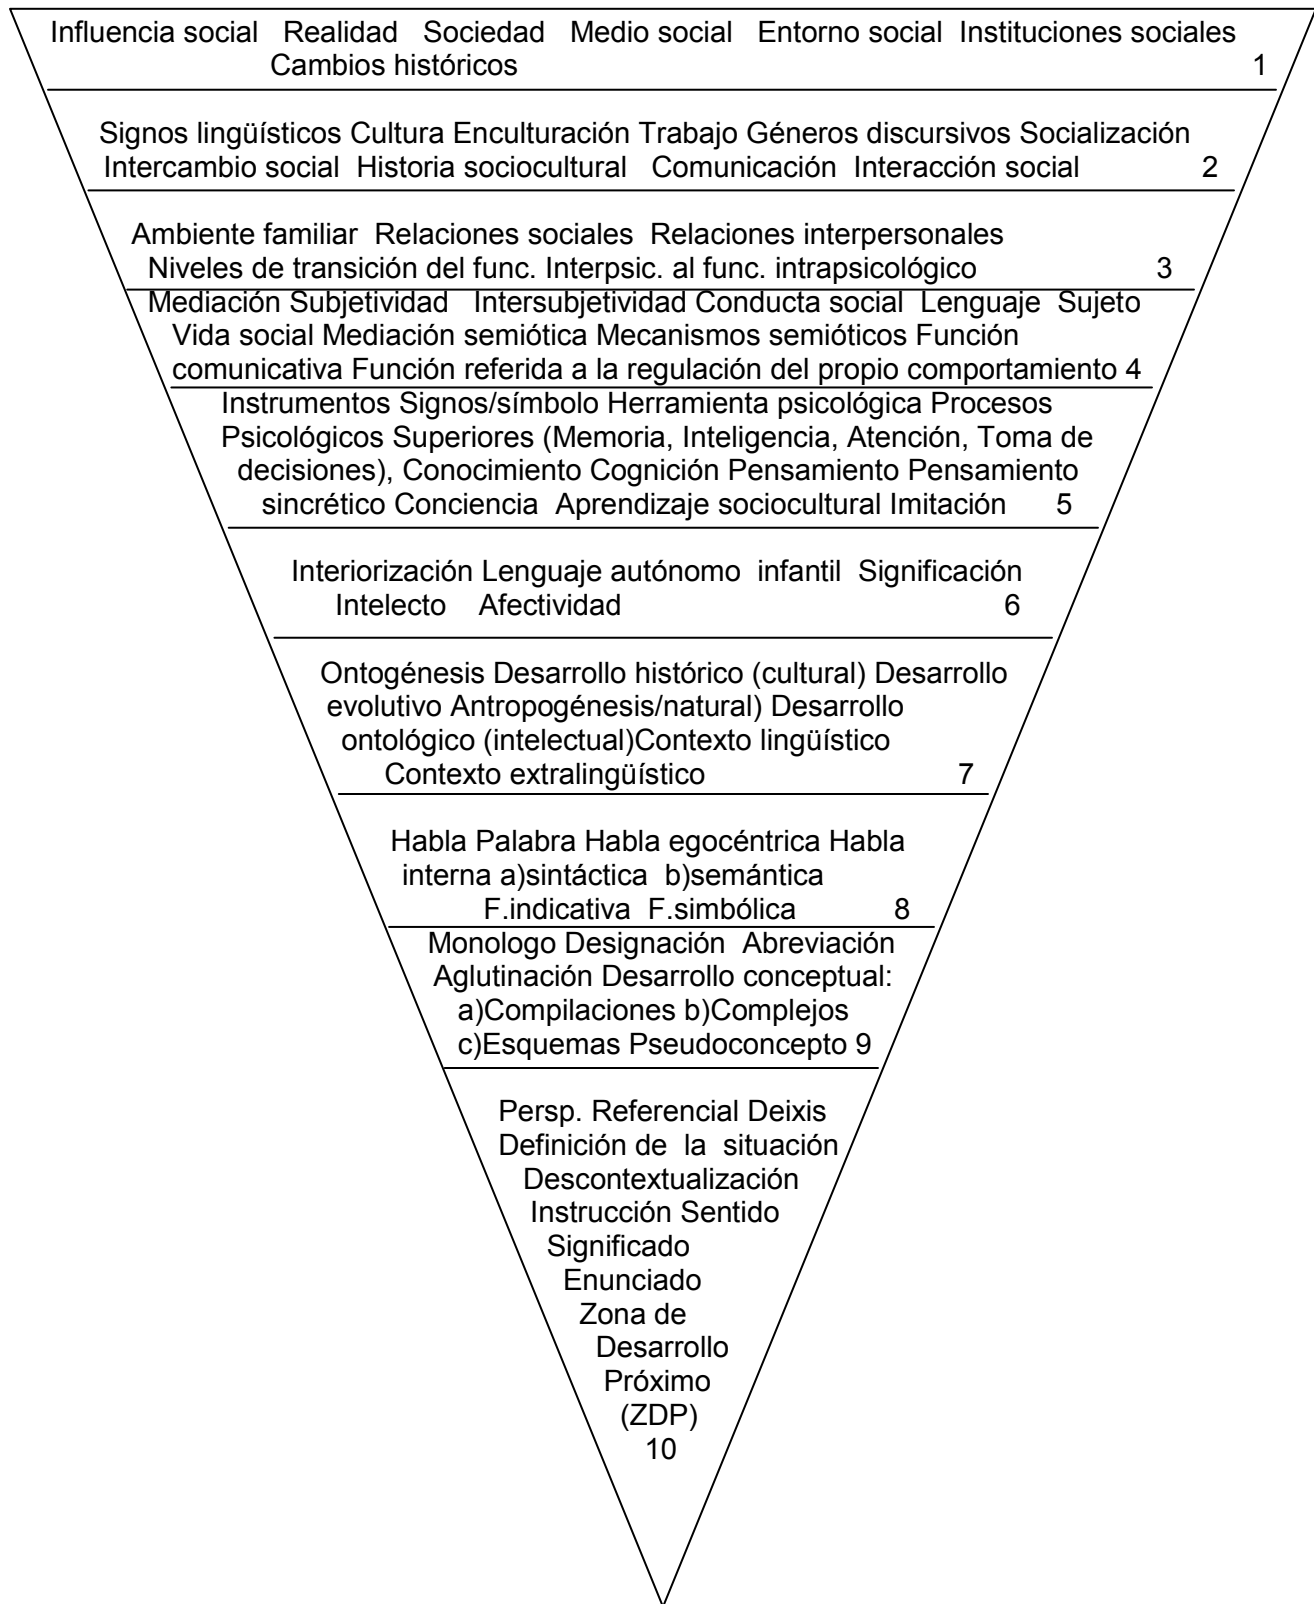 Influencia social Realidad Sociedad Medio social Entorno social Instituciones sociales
Cambios históricos 1
Signos lingüísticos Cultura Enculturación Trabajo Géneros discursivos Socialización
Intercambio social Historia sociocultural Comunicación Interacción social 2
Ambiente familiar Relaciones sociales Relaciones interpersonales
Niveles de transición del func. Interpsic. al func. intrapsicológico 3
Mediación Subjetividad Intersubjetividad Conducta social Lenguaje Sujeto
Vida social Mediación semiótica Mecanismos semióticos Función
comunicativa Función referida a la regulación del propio comportamiento 4
Instrumentos Signos/símbolo Herramienta psicológica Procesos
Psicológicos Superiores (Memoria, Inteligencia, Atención, Toma de
decisiones), Conocimiento Cognición Pensamiento Pensamiento
sincrético Conciencia Aprendizaje sociocultural Imitación 5
Interiorización Lenguaje autónomo infantil Significación
Intelecto Afectividad 6
Ontogénesis Desarrollo histórico (cultural) Desarrollo
evolutivo Antropogénesis/natural) Desarrollo
ontológico (intelectual)Contexto lingüístico
Contexto extralingüístico 7
Habla Palabra Habla egocéntrica Habla
interna a)sintáctica b)semántica
F.indicativa F.simbólica 8
Monologo Designación Abreviación
Aglutinación Desarrollo conceptual:
a)Compilaciones b)Complejos
c)Esquemas Pseudoconcepto 9
Persp. Referencial Deixis
Definición de la situación
Descontextualización
Instrucción Sentido
Significado
Enunciado
Zona de
Desarrollo
Próximo
(ZDP)
10